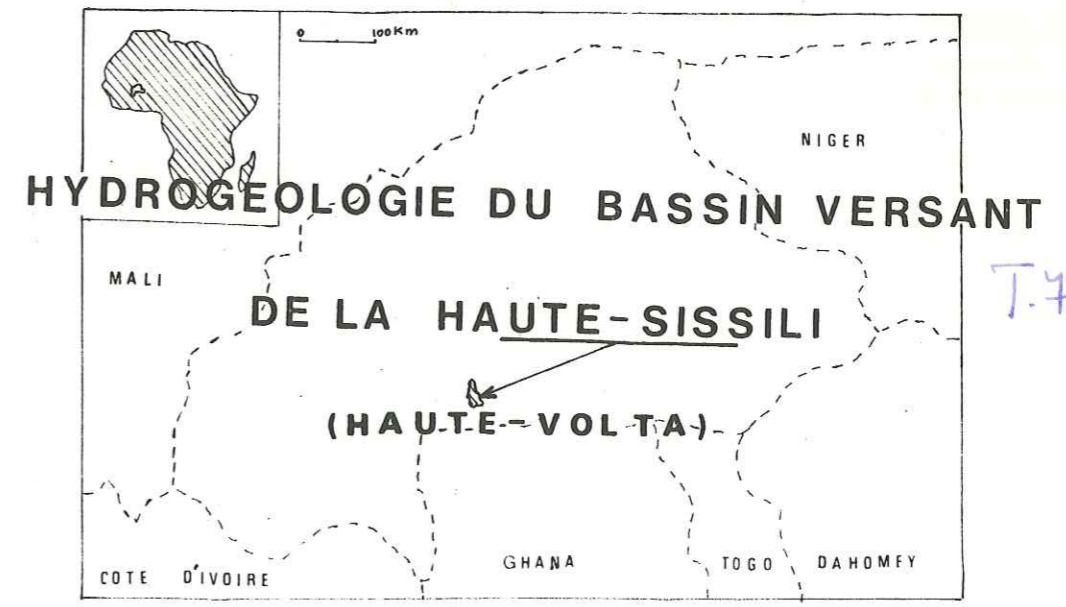 0 100Km
NIGER
HYDROGEOLOGIE DU BASSIN VERSANT
MALI
T.7
DE LA HAUTE-SISSILI
(HAUTE-VOLTA)
COTE D'IVOIRE
GHANA
TOGO
DAHOMEY